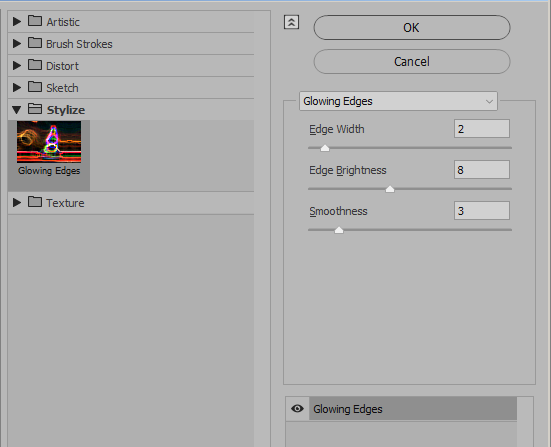 Artistic
Brush Strokes
Distort
Sketch
Stylize
Glowing Edges
Texture
OK
Cancel
Glowing Edges
Edge Width 2
Edge Brightness 8
Smoothness 3
Glowing Edges